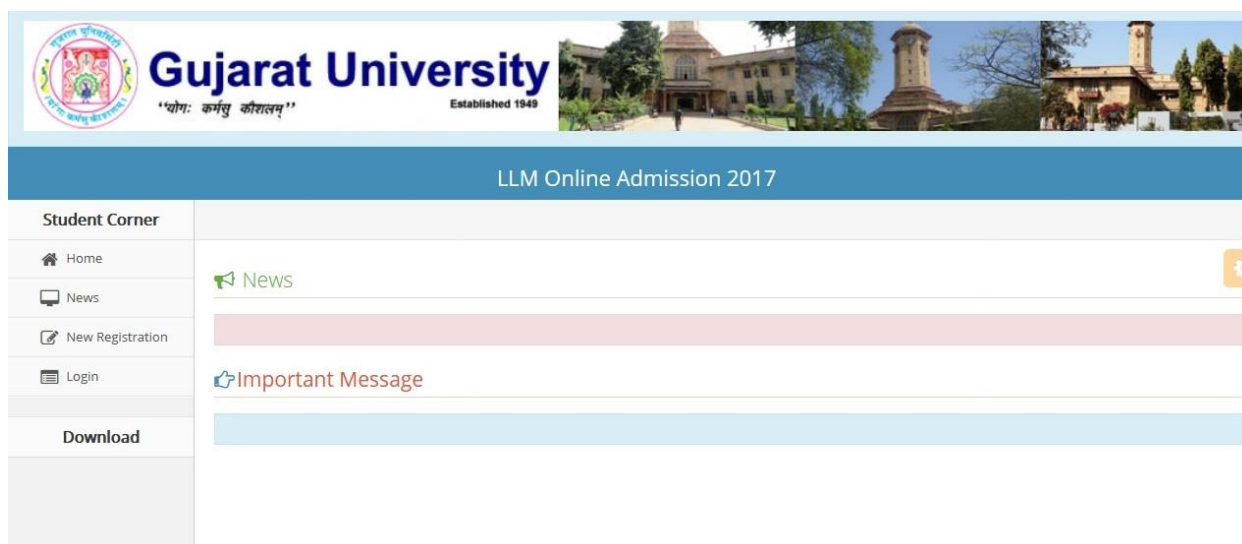 Gujarat University
"योगः कर्मसु कौशलम्"
Established 1949
LLM Online Admission 2017
Student Corner
Home
News
New Registration
Login
Download
News
Important Message